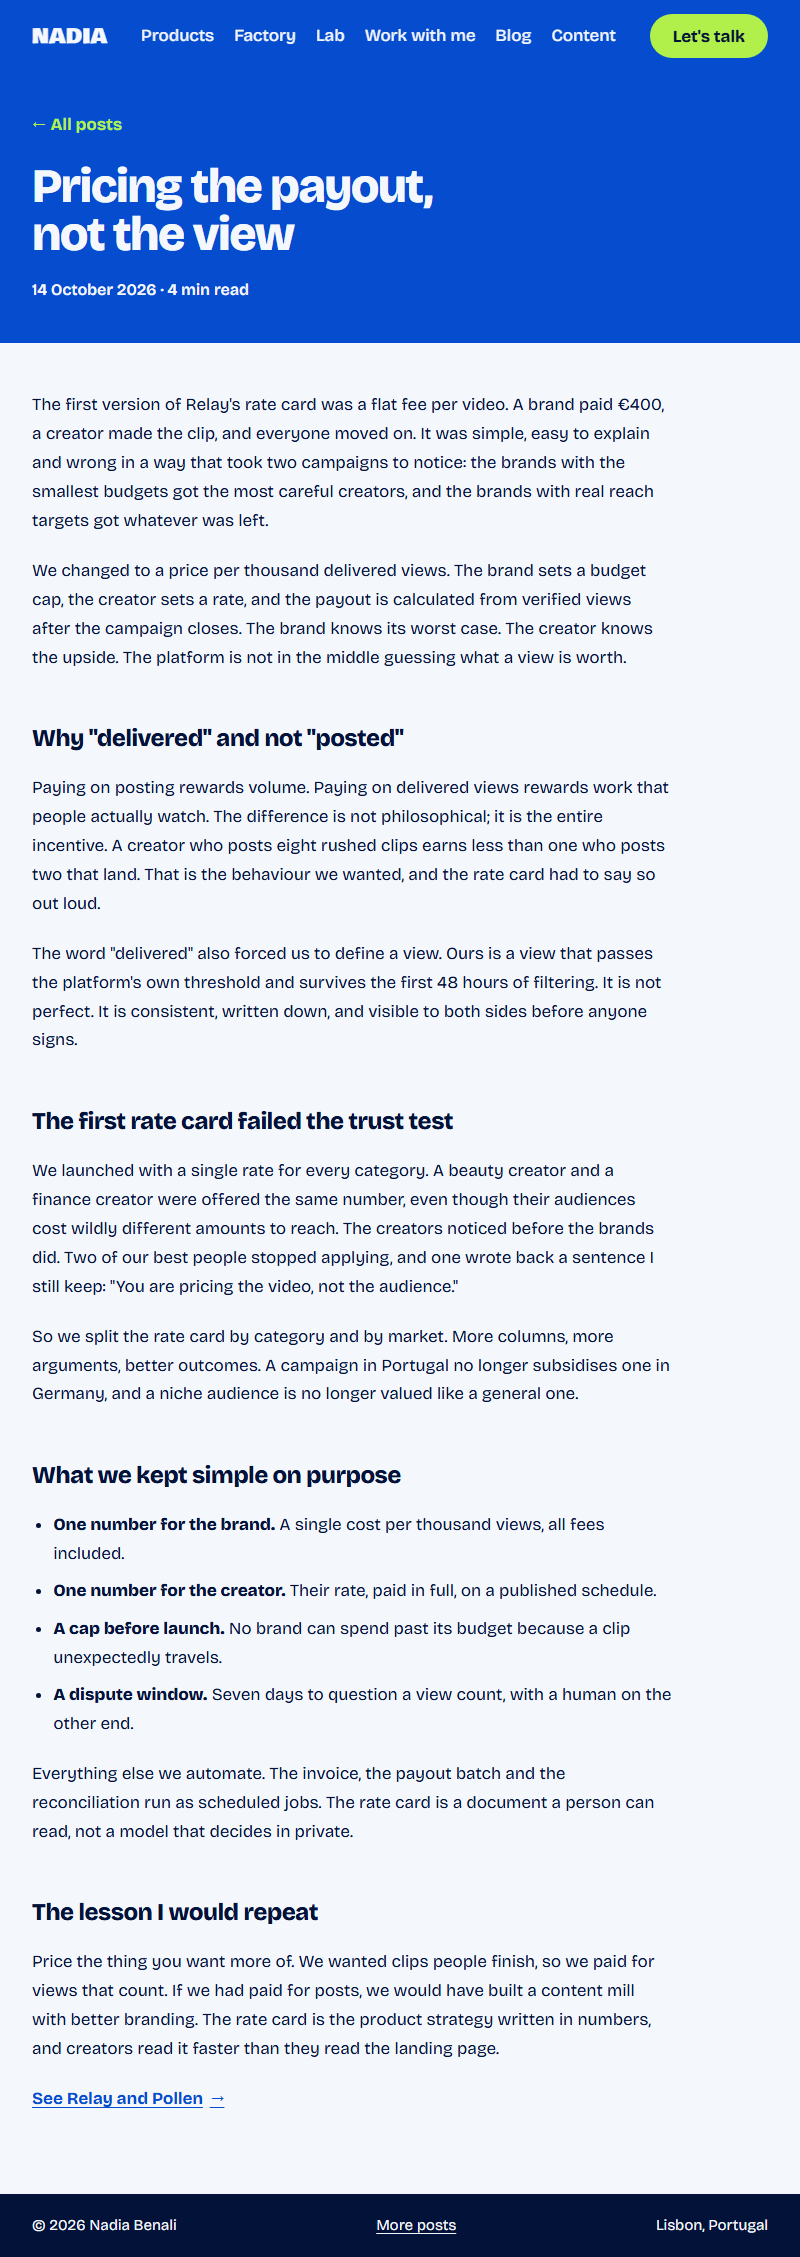 NADIA Products Factory Lab Work with me Blog Content Let's talk
← All posts
Pricing the payout,
not the view
14 October 2026 · 4 min read
The first version of Relay's rate card was a flat fee per video. A brand paid €400,
a creator made the clip, and everyone moved on. It was simple, easy to explain
and wrong in a way that took two campaigns to notice: the brands with the
smallest budgets got the most careful creators, and the brands with real reach
targets got whatever was left.
We changed to a price per thousand delivered views. The brand sets a budget
cap, the creator sets a rate, and the payout is calculated from verified views
after the campaign closes. The brand knows its worst case. The creator knows
the upside. The platform is not in the middle guessing what a view is worth.
Why "delivered" and not "posted"
Paying on posting rewards volume. Paying on delivered views rewards work that
people actually watch. The difference is not philosophical; it is the entire
incentive. A creator who posts eight rushed clips earns less than one who posts
two that land. That is the behaviour we wanted, and the rate card had to say so
out loud.
The word "delivered" also forced us to define a view. Ours is a view that passes
the platform's own threshold and survives the first 48 hours of filtering. It is not
perfect. It is consistent, written down, and visible to both sides before anyone
signs.
The first rate card failed the trust test
We launched with a single rate for every category. A beauty creator and a
finance creator were offered the same number, even though their audiences
cost wildly different amounts to reach. The creators noticed before the brands
did. Two of our best people stopped applying, and one wrote back a sentence I
still keep: "You are pricing the video, not the audience."
So we split the rate card by category and by market. More columns, more
arguments, better outcomes. A campaign in Portugal no longer subsidises one in
Germany, and a niche audience is no longer valued like a general one.
What we kept simple on purpose
• One number for the brand. A single cost per thousand views, all fees
included.
• One number for the creator. Their rate, paid in full, on a published schedule.
• A cap before launch. No brand can spend past its budget because a clip
unexpectedly travels.
• A dispute window. Seven days to question a view count, with a human on the
other end.
Everything else we automate. The invoice, the payout batch and the
reconciliation run as scheduled jobs. The rate card is a document a person can
read, not a model that decides in private.
The lesson I would repeat
Price the thing you want more of. We wanted clips people finish, so we paid for
views that count. If we had paid for posts, we would have built a content mill
with better branding. The rate card is the product strategy written in numbers,
and creators read it faster than they read the landing page.
See Relay and Pollen →
© 2026 Nadia Benali More posts Lisbon, Portugal